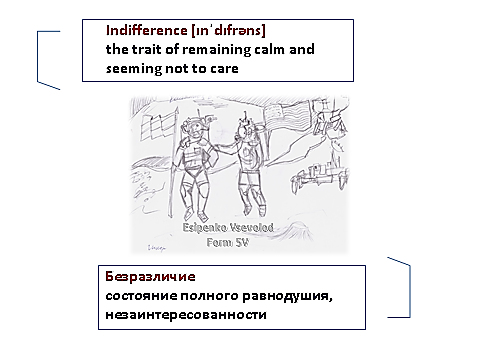 Indifference [ɪnˈdɪfrəns]
the trait of remaining calm and
seeming not to care
Esipenko Vsevolod
Form 5V
Безразличие
состояние полного равнодушия,
незаинтересованности